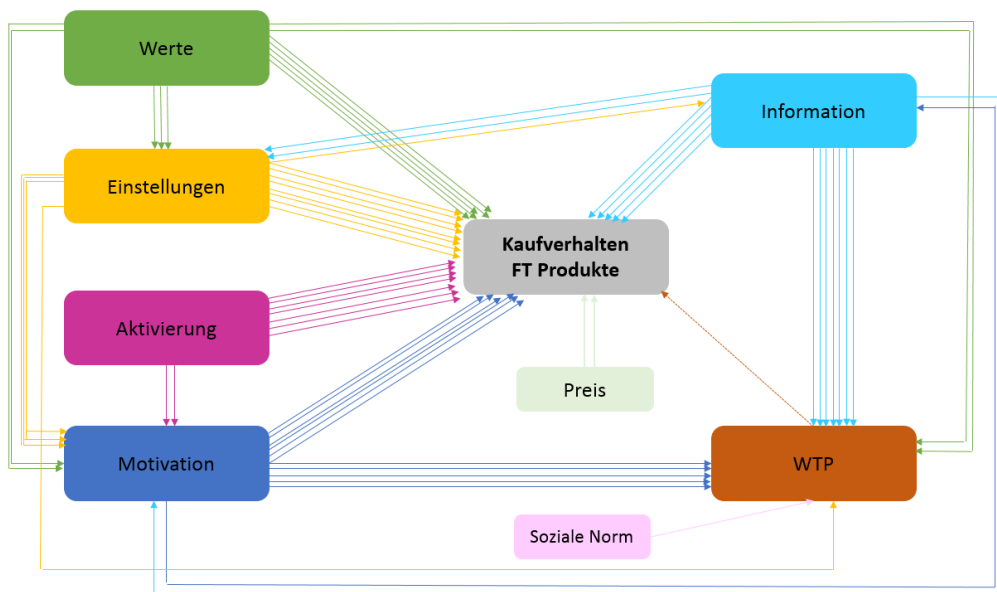 Werte
Information
Einstellungen
Kaufverhalten
FT Produkte
Aktivierung
Preis
Motivation
WTP
Soziale Norm